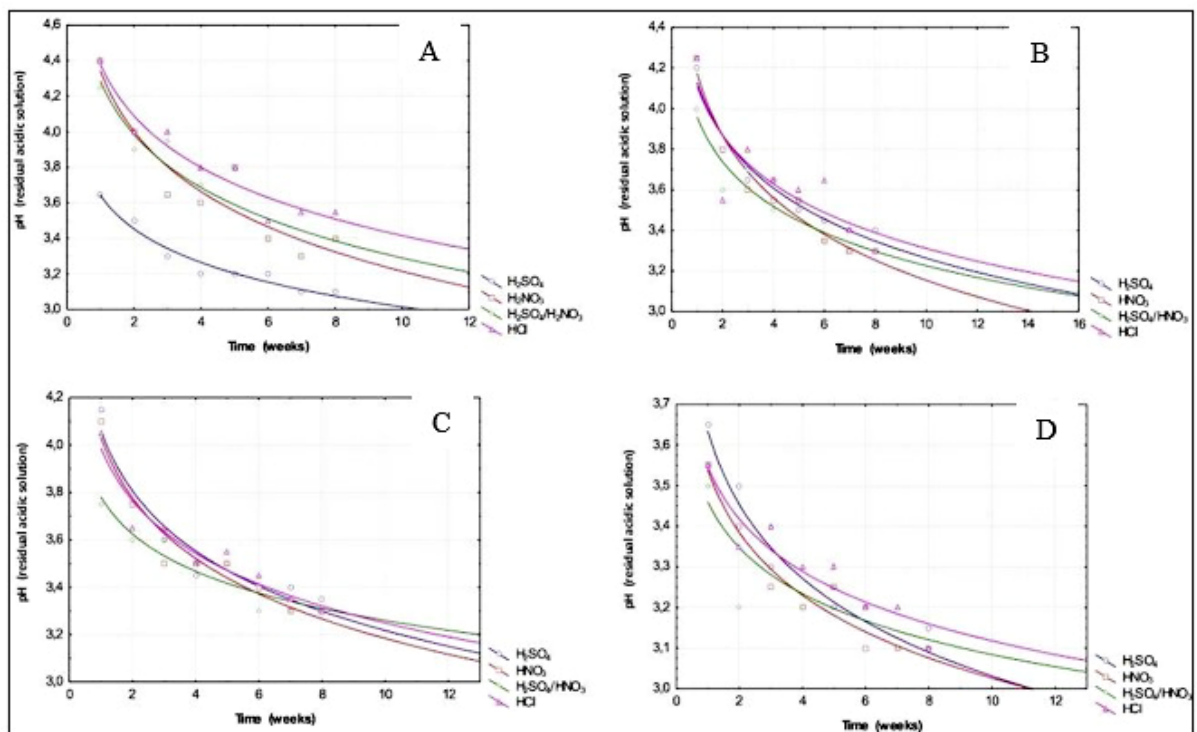 A
pH (residual acidic solution)
4,6
4,4
4,2
4,0
3,8
3,6
3,4
3,2
3,0
0 2 4 6 8 10 12
Time (weeks)
H₂SO₄
H₂NO₃
H₂SO₄/H₂NO₃
HCl
B
pH (residual acidic solution)
4,4
4,2
4,0
3,8
3,6
3,4
3,2
3,0
0 2 4 6 8 10 12 14 16
Time (weeks)
H₂SO₄
HNO₃
H₂SO₄/HNO₃
HCl
C
pH (residual acidic solution)
4,2
4,0
3,8
3,6
3,4
3,2
3,0
0 2 4 6 8 10 12
Time (weeks)
H₂SO₄
HNO₃
H₂SO₄/HNO₃
HCl
D
pH (residual acidic solution)
3,7
3,6
3,5
3,4
3,3
3,2
3,1
3,0
0 2 4 6 8 10 12
Time (weeks)
H₂SO₄
HNO₃
H₂SO₄/HNO₃
HCl